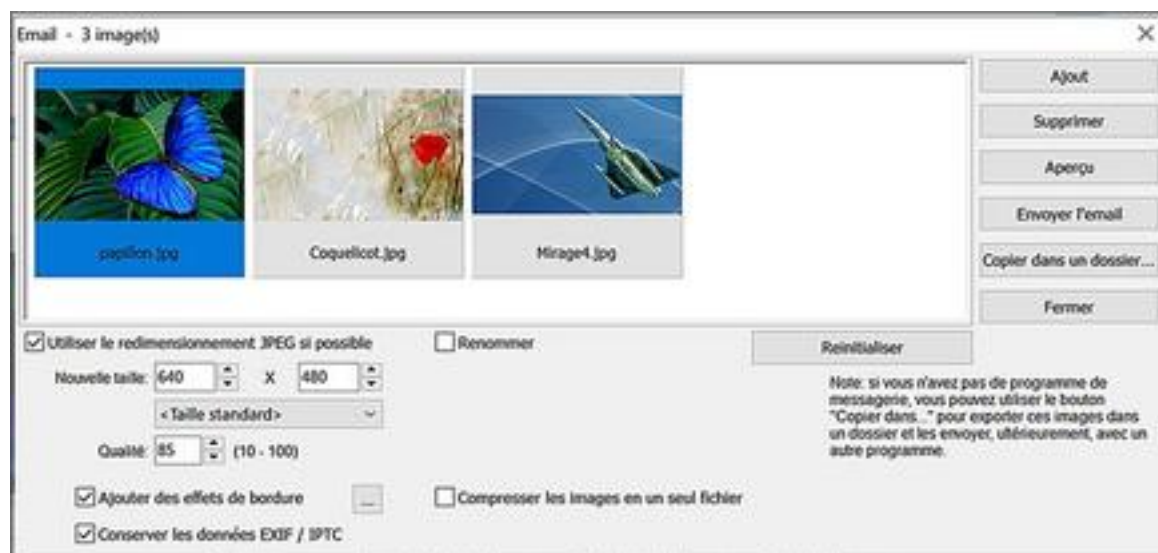 Email - 3 image(s)
Ajout
Supprimer
Aperçu
Envoyer l'email
Copier dans un dossier...
Fermer
papillon.jpg
Coquelicot.jpg
Mirage4.jpg
Utiliser le redimensionnement JPEG si possible
Renommer
Reinitialiser
Nouvelle taille: 640 X 480
<Taille standard>
Qualité: 85 (10 - 100)
Note: si vous n'avez pas de programme de
messagerie, vous pouvez utiliser le bouton
"Copier dans..." pour exporter ces images dans
un dossier et les envoyer, ultérieurement, avec un
autre programme.
Ajouter des effets de bordure
...
Compresser les images en un seul fichier
Conserver les données EXIF / IPTC